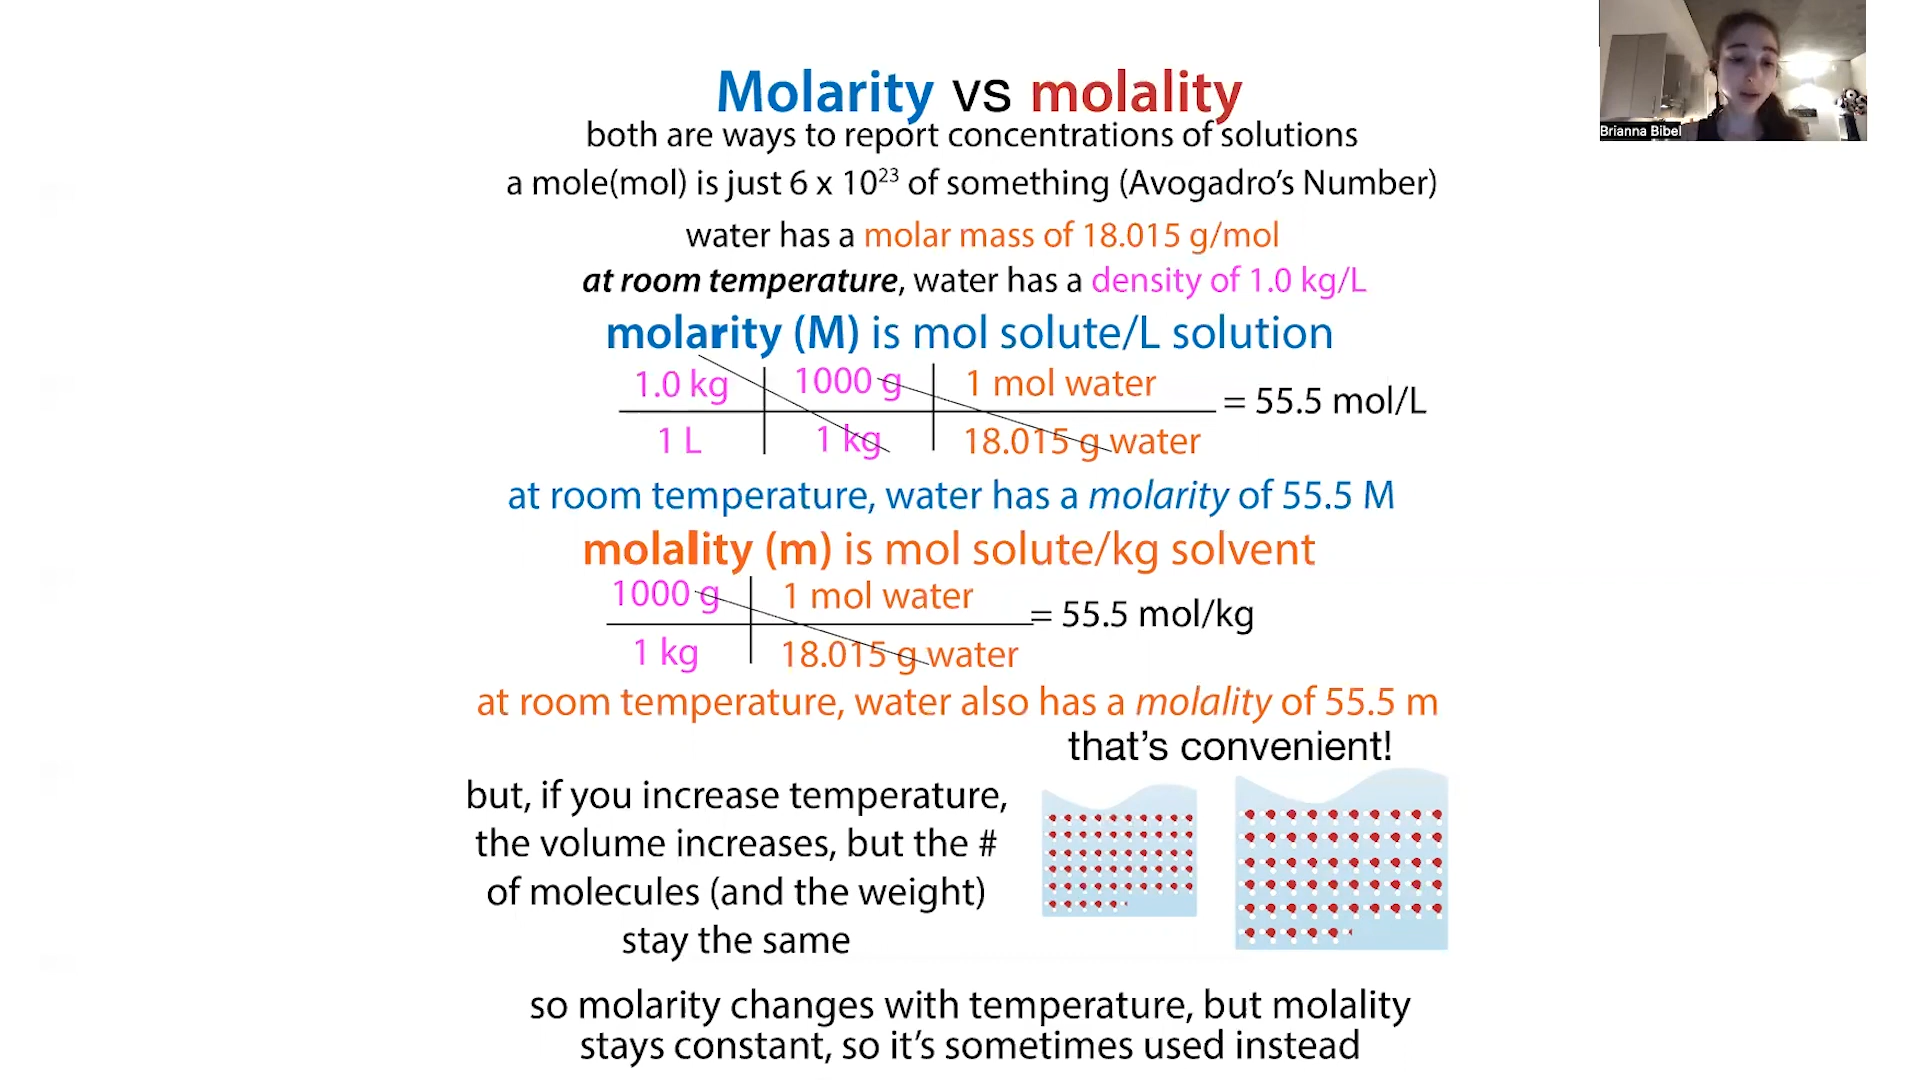 Molarity vs molality
Brianna Bibel
both are ways to report concentrations of solutions
a mole(mol) is just 6 x 10²³ of something (Avogadro’s Number)
water has a molar mass of 18.015 g/mol
at room temperature, water has a density of 1.0 kg/L
molarity (M) is mol solute/L solution
1.0 kg 1000 g 1 mol water
= 55.5 mol/L
1 L 1 kg 18.015 g water
at room temperature, water has a molarity of 55.5 M
molality (m) is mol solute/kg solvent
1000 g 1 mol water
= 55.5 mol/kg
1 kg 18.015 g water
at room temperature, water also has a molality of 55.5 m
that’s convenient!
but, if you increase temperature,
the volume increases, but the #
of molecules (and the weight)
stay the same
so molarity changes with temperature, but molality
stays constant, so it’s sometimes used instead